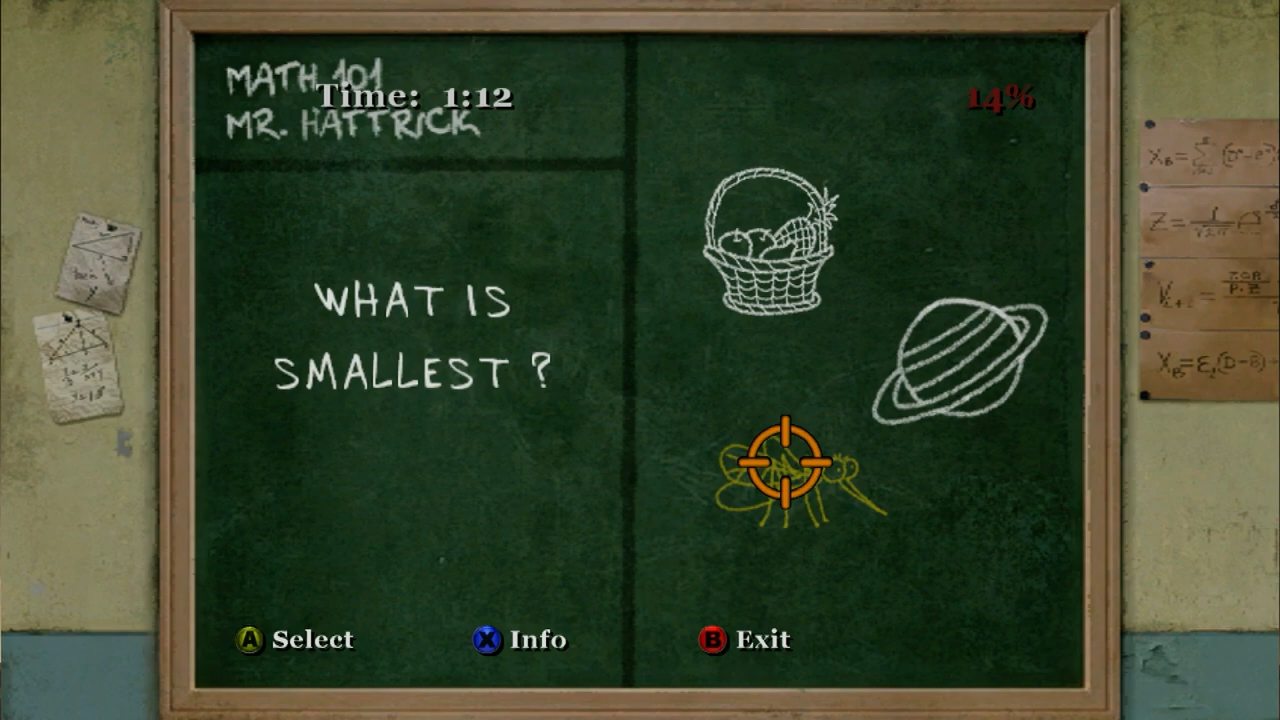 MATH 101
Time: 1:12
14%
MR. HATTRICK
WHAT IS
SMALLEST ?
A Select
X Info
B Exit